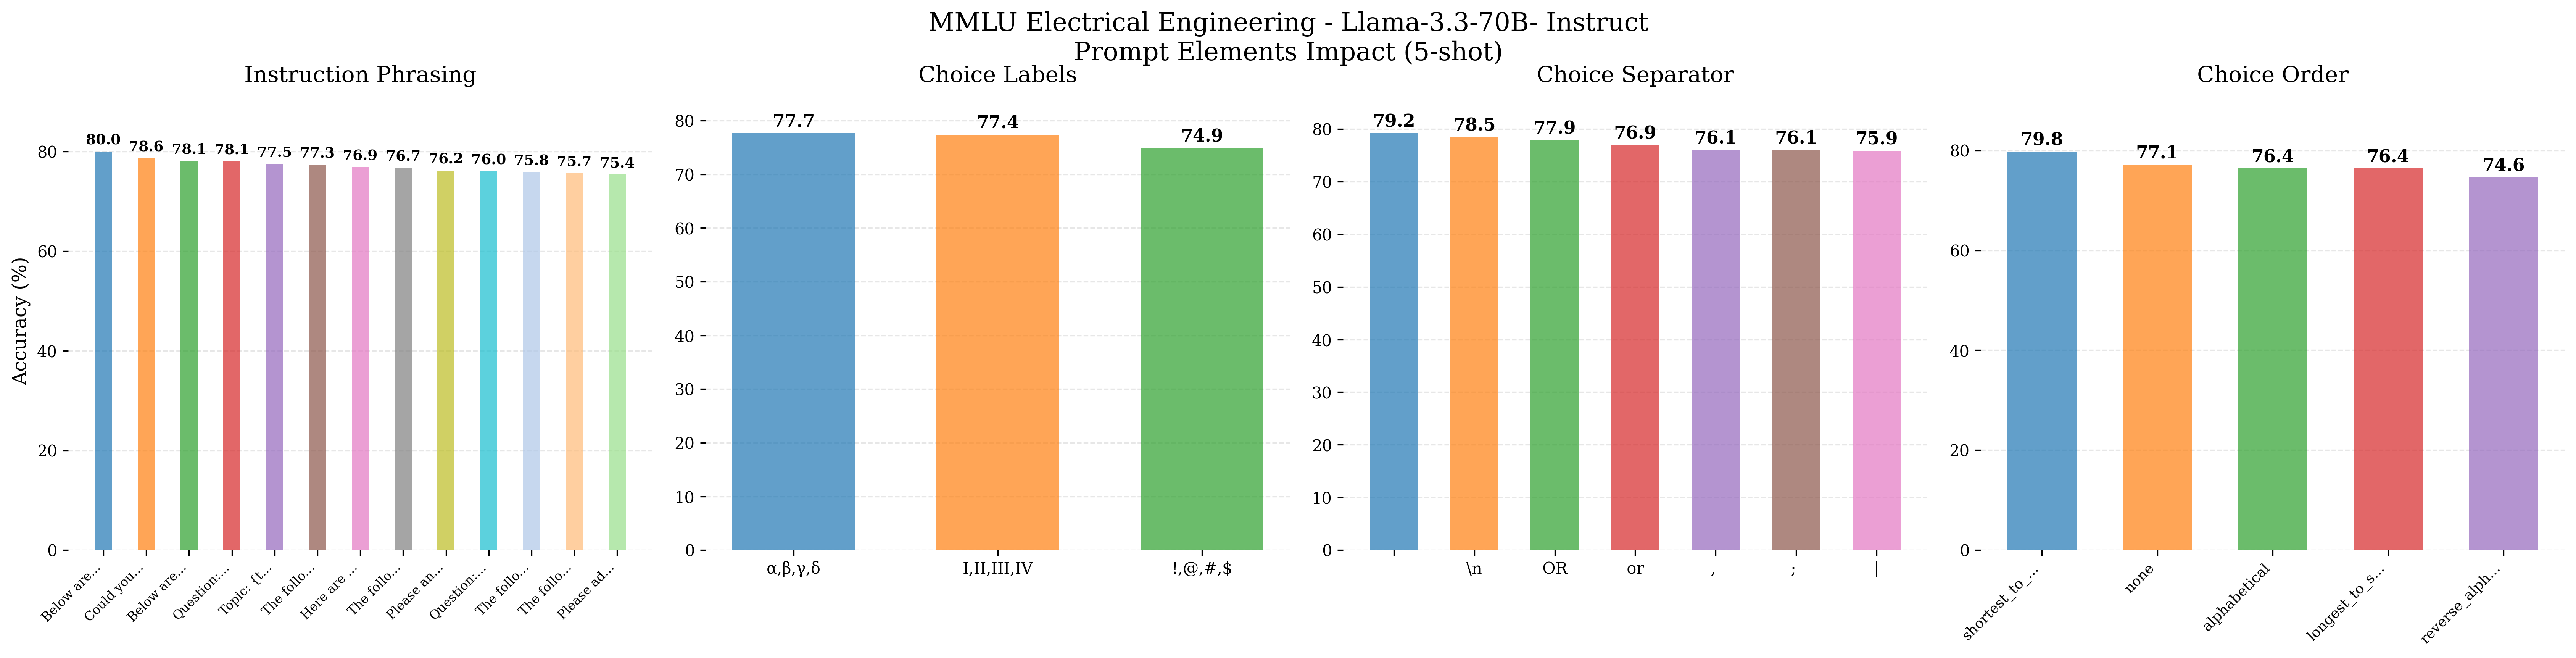 MMLU Electrical Engineering - Llama-3.3-70B- Instruct
Prompt Elements Impact (5-shot)
Instruction Phrasing
Accuracy (%)
80
60
40
20
0
80.0 78.6 78.1 78.1 77.5 77.3 76.9 76.7 76.2 76.0 75.8 75.7 75.4
Below are...
Could you...
Below are...
Question:...
Topic: {t...
The follo...
Here are ...
The follo...
Please an...
Question:...
The follo...
The follo...
Please ad...
Choice Labels
80
70
60
50
40
30
20
10
0
77.7 77.4 74.9
α,β,γ,δ I,II,III,IV !,@,#,$
Choice Separator
80
70
60
50
40
30
20
10
0
79.2 78.5 77.9 76.9 76.1 76.1 75.9
\n OR or , ; |
Choice Order
80
60
40
20
0
79.8 77.1 76.4 76.4 74.6
shortest_to_...
none
alphabetical
longest_to_s...
reverse_alph...